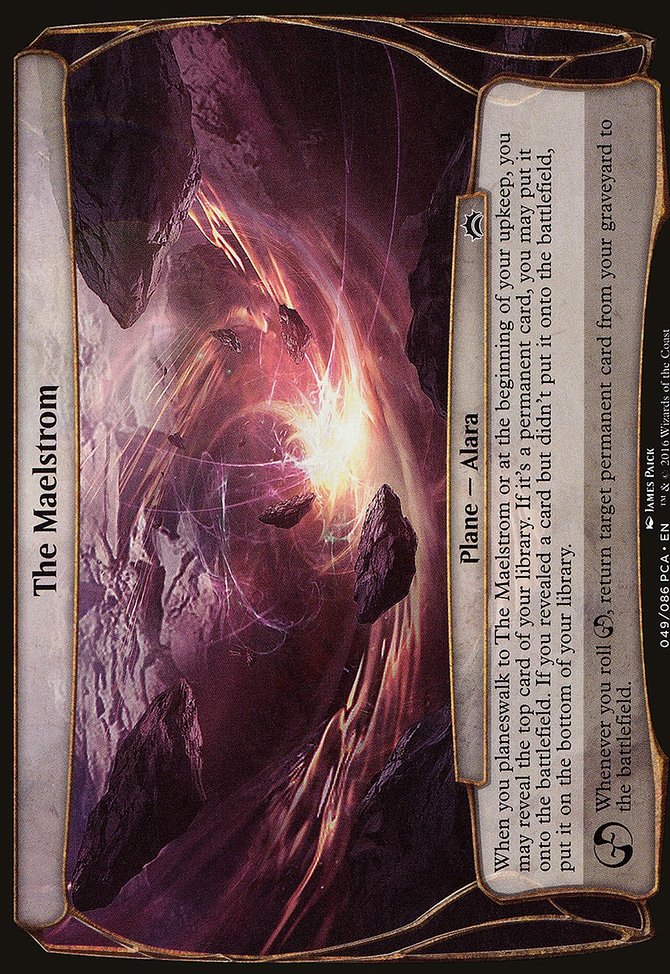 The Maelstrom
Plane — Alara
When you planeswalk to The Maelstrom or at the beginning of your upkeep, you
may reveal the top card of your library. If it's a permanent card, you may put it
onto the battlefield. If you revealed a card but didn't put it onto the battlefield,
put it on the bottom of your library.
Whenever you roll , return target permanent card from your graveyard to
the battlefield.
James Paick
049/086 PCA • EN ™ & © 2016 Wizards of the Coast